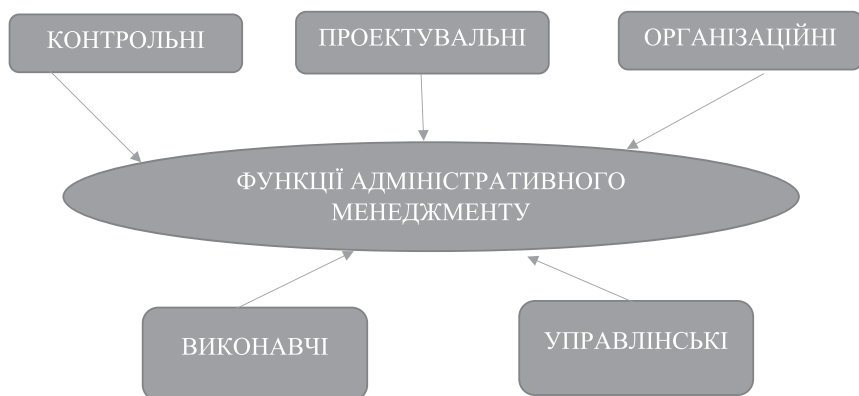 КОНТРОЛЬНІ
ПРОЕКТУВАЛЬНІ
ОРГАНІЗАЦІЙНІ
ФУНКЦІЇ АДМІНІСТРАТИВНОГО
МЕНЕДЖМЕНТУ
ВИКОНАВЧІ
УПРАВЛІНСЬКІ